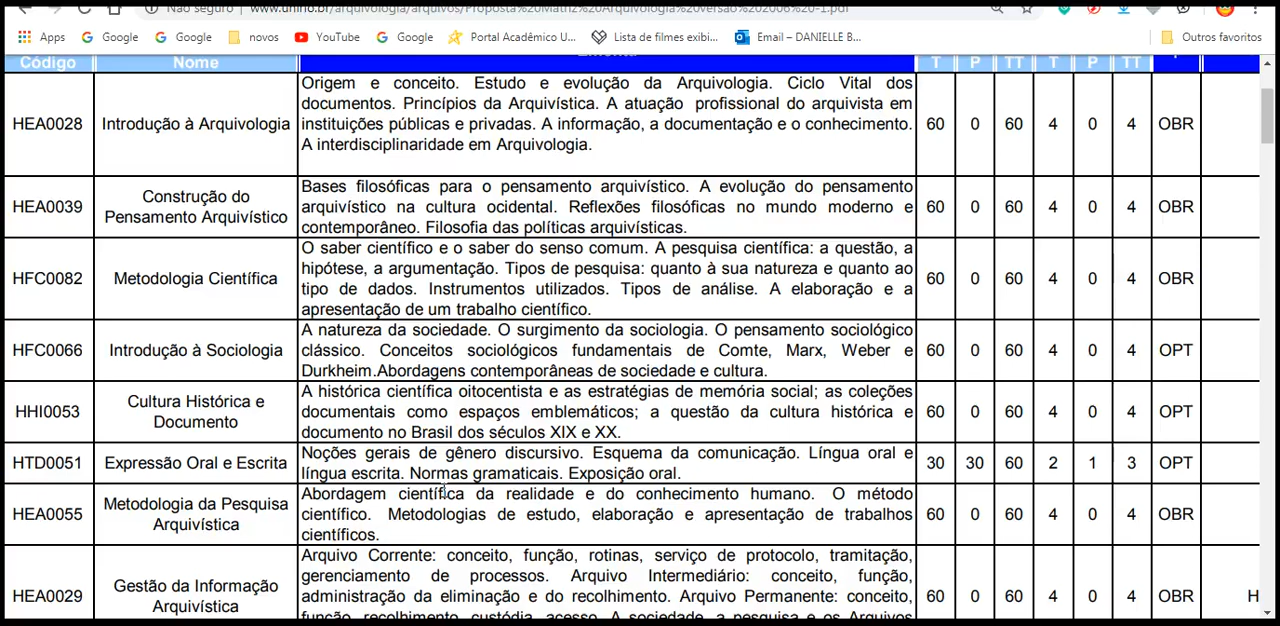 Não seguro | www.unirio.br/arquivologia/arquivos/Proposta%20Matriz%20Arquivologia%20versao%202006%20-1.pdf
Apps Google Google novos YouTube Google Portal Acadêmico U... Lista de filmes exibi... Email – DANIELLE B... Outros favoritos
Código Nome Ementa T P TT T P TT
HEA0028 Introdução à Arquivologia
Origem e conceito. Estudo e evolução da Arquivologia. Ciclo Vital dos
documentos. Princípios da Arquivística. A atuação profissional do arquivista em
instituições públicas e privadas. A informação, a documentação e o conhecimento.
A interdisciplinaridade em Arquivologia.
60 0 60 4 0 4 OBR
HEA0039
Construção do
Pensamento Arquivístico
Bases filosóficas para o pensamento arquivístico. A evolução do pensamento
arquivístico na cultura ocidental. Reflexões filosóficas no mundo moderno e
contemporâneo. Filosofia das políticas arquivísticas.
60 0 60 4 0 4 OBR
HFC0082 Metodologia Científica
O saber científico e o saber do senso comum. A pesquisa científica: a questão, a
hipótese, a argumentação. Tipos de pesquisa: quanto à sua natureza e quanto ao
tipo de dados. Instrumentos utilizados. Tipos de análise. A elaboração e a
apresentação de um trabalho científico.
60 0 60 4 0 4 OBR
HFC0066 Introdução à Sociologia
A natureza da sociedade. O surgimento da sociologia. O pensamento sociológico
clássico. Conceitos sociológicos fundamentais de Comte, Marx, Weber e
Durkheim.Abordagens contemporâneas de sociedade e cultura.
60 0 60 4 0 4 OPT
HHI0053
Cultura Histórica e
Documento
A histórica científica oitocentista e as estratégias de memória social; as coleções
documentais como espaços emblemáticos; a questão da cultura histórica e
documento no Brasil dos séculos XIX e XX.
60 0 60 4 0 4 OPT
HTD0051 Expressão Oral e Escrita
Noções gerais de gênero discursivo. Esquema da comunicação. Língua oral e
língua escrita. Normas gramaticais. Exposição oral.
30 30 60 2 1 3 OPT
HEA0055
Metodologia da Pesquisa
Arquivística
Abordagem científica da realidade e do conhecimento humano. O método
científico. Metodologias de estudo, elaboração e apresentação de trabalhos
científicos.
60 0 60 4 0 4 OBR
HEA0029
Gestão da Informação
Arquivística
Arquivo Corrente: conceito, função, rotinas, serviço de protocolo, tramitação,
gerenciamento de processos. Arquivo Intermediário: conceito, função,
administração da eliminação e do recolhimento. Arquivo Permanente: conceito,
função, recolhimento, custódia, acesso. A sociedade, a pesquisa e os Arquivos
60 0 60 4 0 4 OBR H